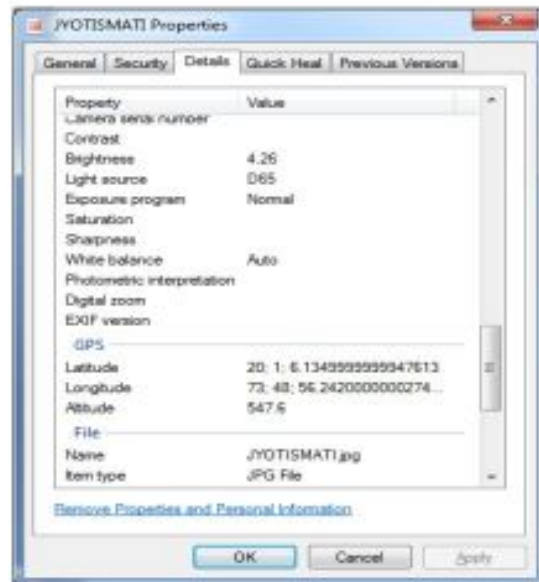 JYOTISMATI Properties
General Security Details Quick Heal Previous Versions
Property Value
Camera serial number
Contrast
Brightness 4.26
Light source D65
Exposure program Normal
Saturation
Sharpness
White balance Auto
Photometric interpretation
Digital zoom
EXIF version
GPS
Latitude 20; 1; 6.1349999999947613
Longitude 73; 48; 56.2420000000274...
Altitude 547.6
File
Name JYOTISMATI.jpg
Item type JPG File
Remove Properties and Personal Information
OK Cancel Apply